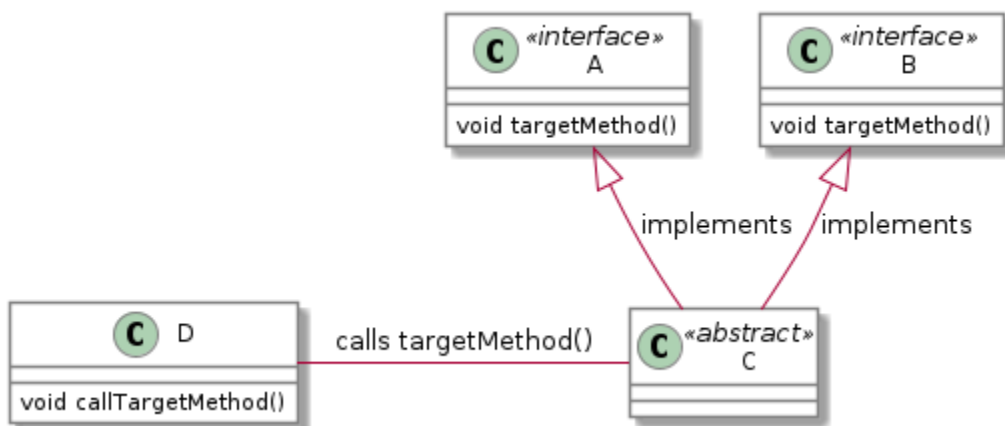 C «interface»
A
void targetMethod()
C «interface»
B
void targetMethod()
implements
implements
C D
void callTargetMethod()
calls targetMethod()
C «abstract»
C